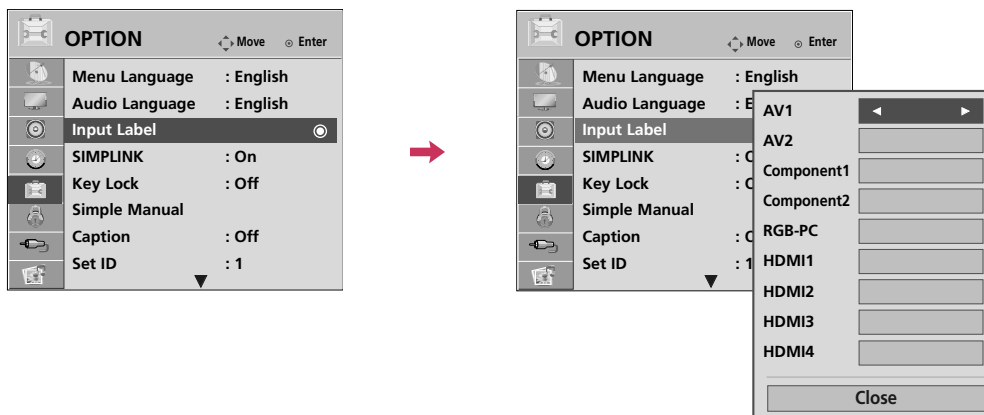 OPTION Move Enter
Menu Language : English
Audio Language : English
Input Label
SIMPLINK : On
Key Lock : Off
Simple Manual
Caption : Off
Set ID : 1
OPTION Move Enter
Menu Language : English
Audio Language : E
Input Label
SIMPLINK : O
Key Lock : O
Simple Manual
Caption : O
Set ID : 1
AV1
AV2
Component1
Component2
RGB-PC
HDMI1
HDMI2
HDMI3
HDMI4
Close